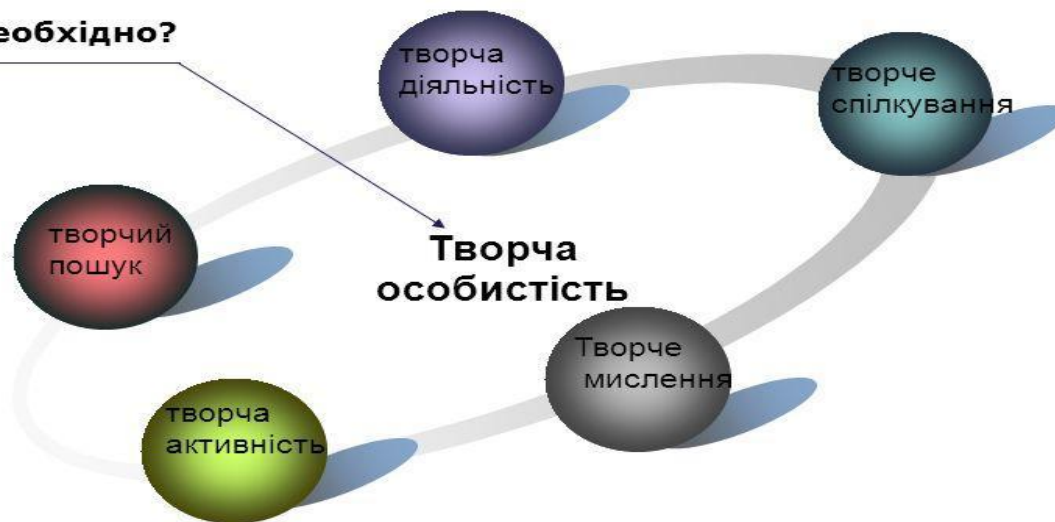 еобхідно?
творча
діяльність
творче
спілкування
творчий
пошук
Творча
особистість
Творче
мислення
творча
активність